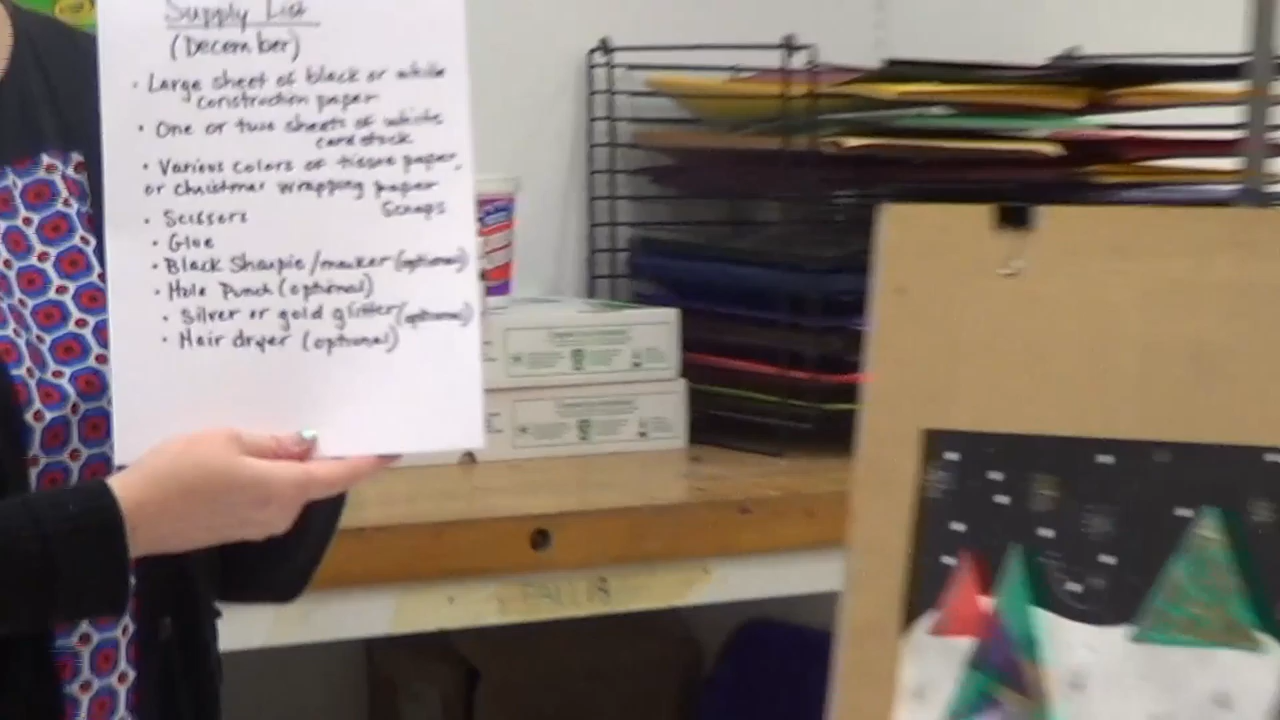 Supply List
(December)
• Large sheet of black or white
construction paper
• One or two sheets of white
card stock
• Various colors of tissue paper,
or christmas wrapping paper
Scraps
• Scissors
• Glue
• Black Sharpie/marker (optional)
• Hole Punch (optional)
• Silver or gold glitter (optional)
• Hair dryer (optional)